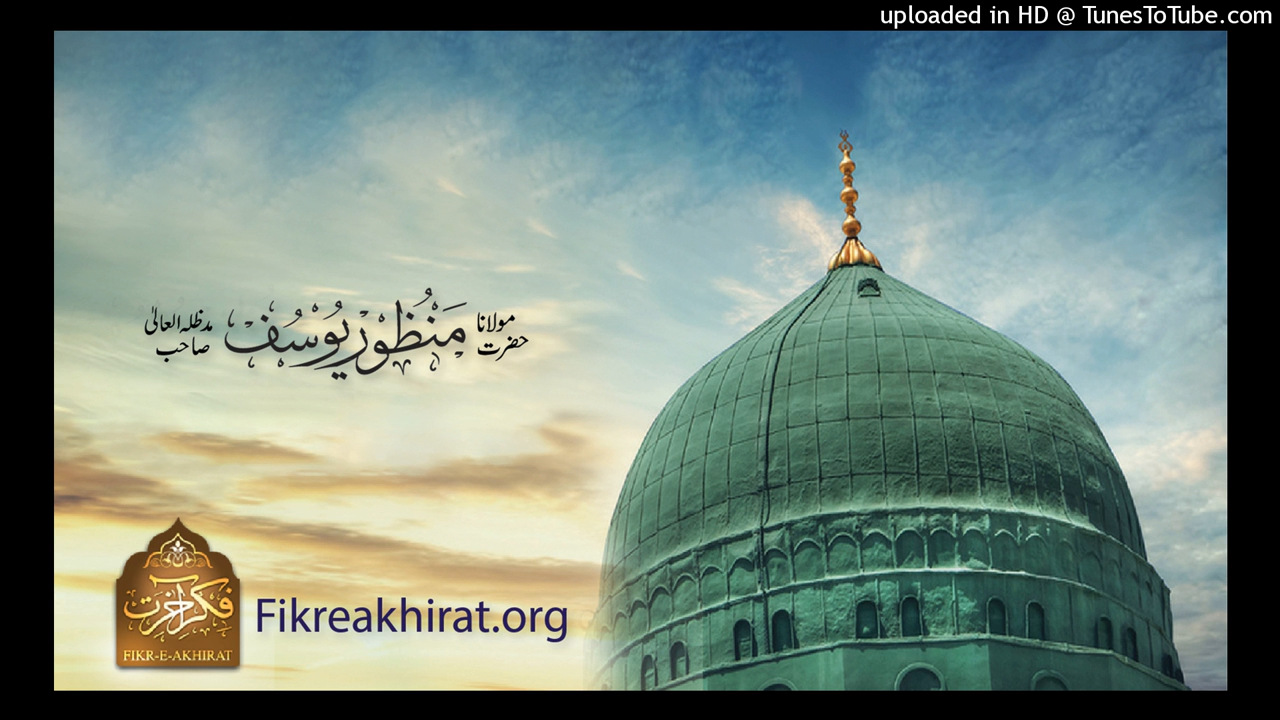 uploaded in HD @ TunesToTube.com
حضرت مولانا منظور یوسف صاحب مدظلہ العالیٰ
فکر آخرت
FIKR-E-AKHIRAT
Fikreakhirat.org